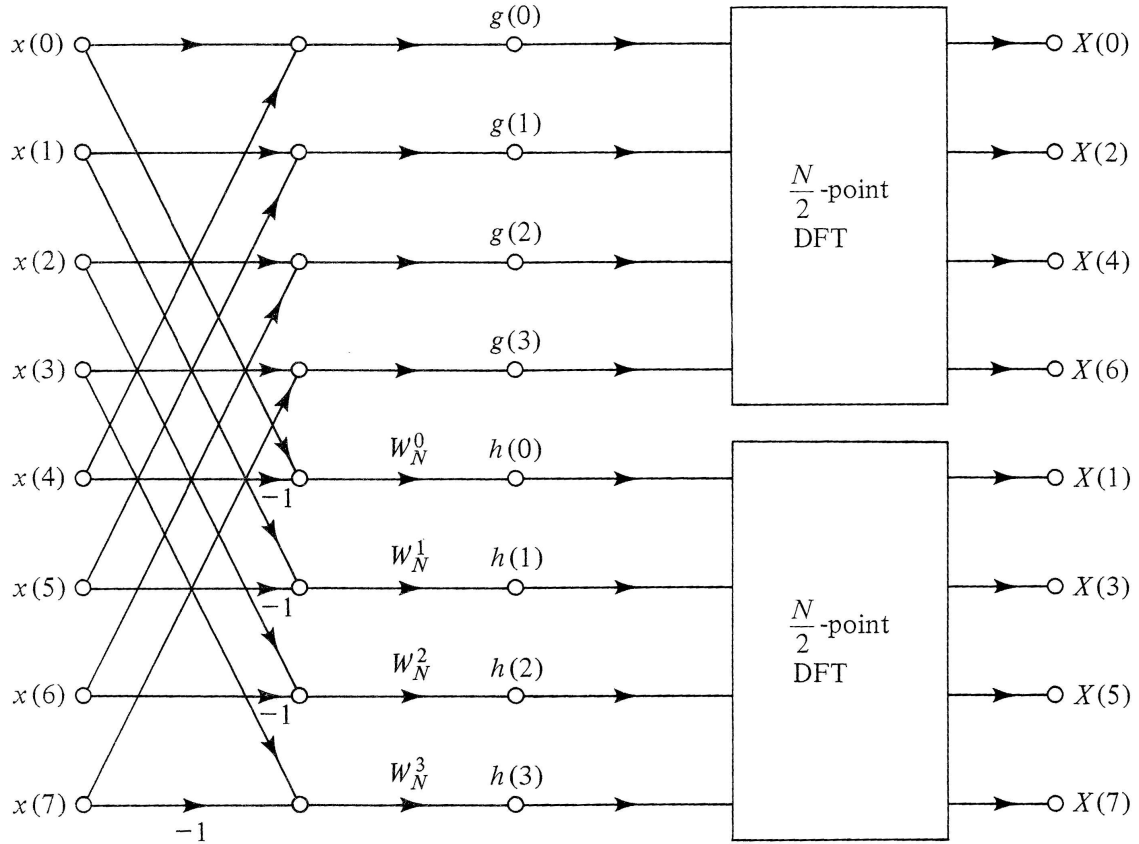 g(0)
x(0) X(0)
g(1)
x(1) X(2)
N/2 -point
DFT
g(2)
x(2) X(4)
g(3)
x(3) X(6)
W_N^0 h(0)
x(4) X(1)
−1
W_N^1 h(1)
x(5) X(3)
−1
N/2 -point
DFT
W_N^2 h(2)
x(6) X(5)
−1
W_N^3 h(3)
x(7) X(7)
−1